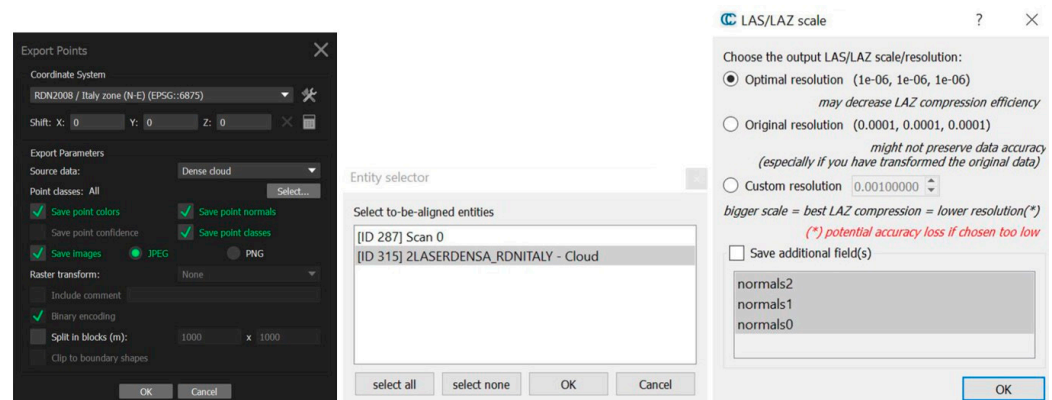 Export Points
Coordinate System
RDN2008 / Italy zone (N-E) (EPSG::6875)
Shift: X: 0 Y: 0 Z: 0
Export Parameters
Source data: Dense cloud
Point classes: All Select...
Save point colors Save point normals
Save point confidence Save point classes
Save images JPEG PNG
Raster transform: None
Include comment
Binary encoding
Split in blocks (m): 1000 x 1000
Clip to boundary shapes
OK Cancel
Entity selector
Select to-be-aligned entities
[ID 287] Scan 0
[ID 315] 2LASERDENSA_RDNITALY - Cloud
select all select none OK Cancel
LAS/LAZ scale ?
Choose the output LAS/LAZ scale/resolution:
Optimal resolution (1e-06, 1e-06, 1e-06)
may decrease LAZ compression efficiency
Original resolution (0.0001, 0.0001, 0.0001)
might not preserve data accuracy
(especially if you have transformed the original data)
Custom resolution 0.00100000
bigger scale = best LAZ compression = lower resolution(*)
(*) potential accuracy loss if chosen too low
Save additional field(s)
normals2
normals1
normals0
OK